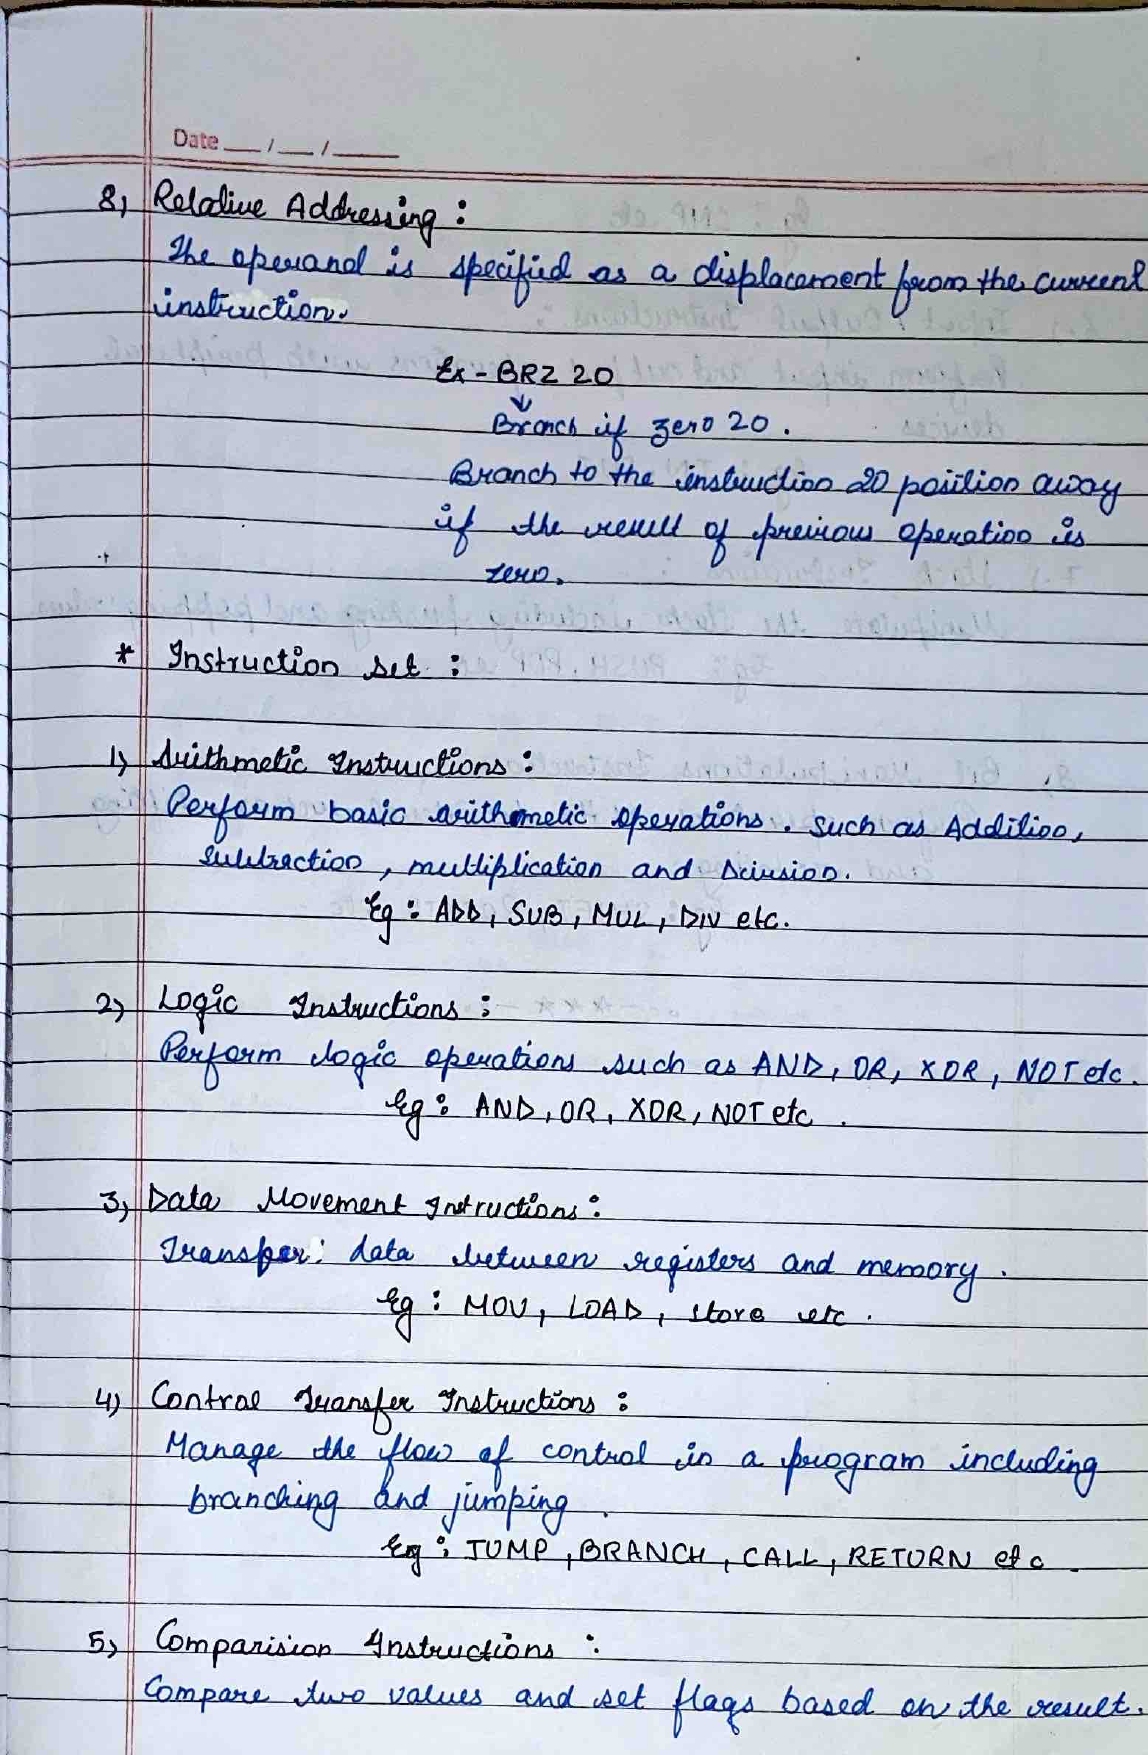 Date __/__/____
8) Relative Addressing :
The operand is specified as a displacement from the current
instruction.
Ex - BRZ 20
↓
Branch if zero 20.
Branch to the instruction 20 position away
if the result of previous operation is
zero.
* Instruction set :
1) Arithmetic Instructions :
Perform basic arithmetic operations. such as Addition,
subtraction, multiplication and Division.
Eg : ADD, SUB, MUL, DIV etc.
2) Logic Instructions :
Perform logic operations such as AND, OR, XOR, NOT etc.
Eg : AND, OR, XOR, NOT etc.
3) Data Movement Instructions :
Transfer: data between registers and memory.
Eg : MOV, LOAD, store etc.
4) Control Transfer Instructions :
Manage the flow of control in a program including
branching and jumping.
Eg : JUMP, BRANCH, CALL, RETURN etc.
5) Comparision Instructions :
Compare two values and set flags based on the result.